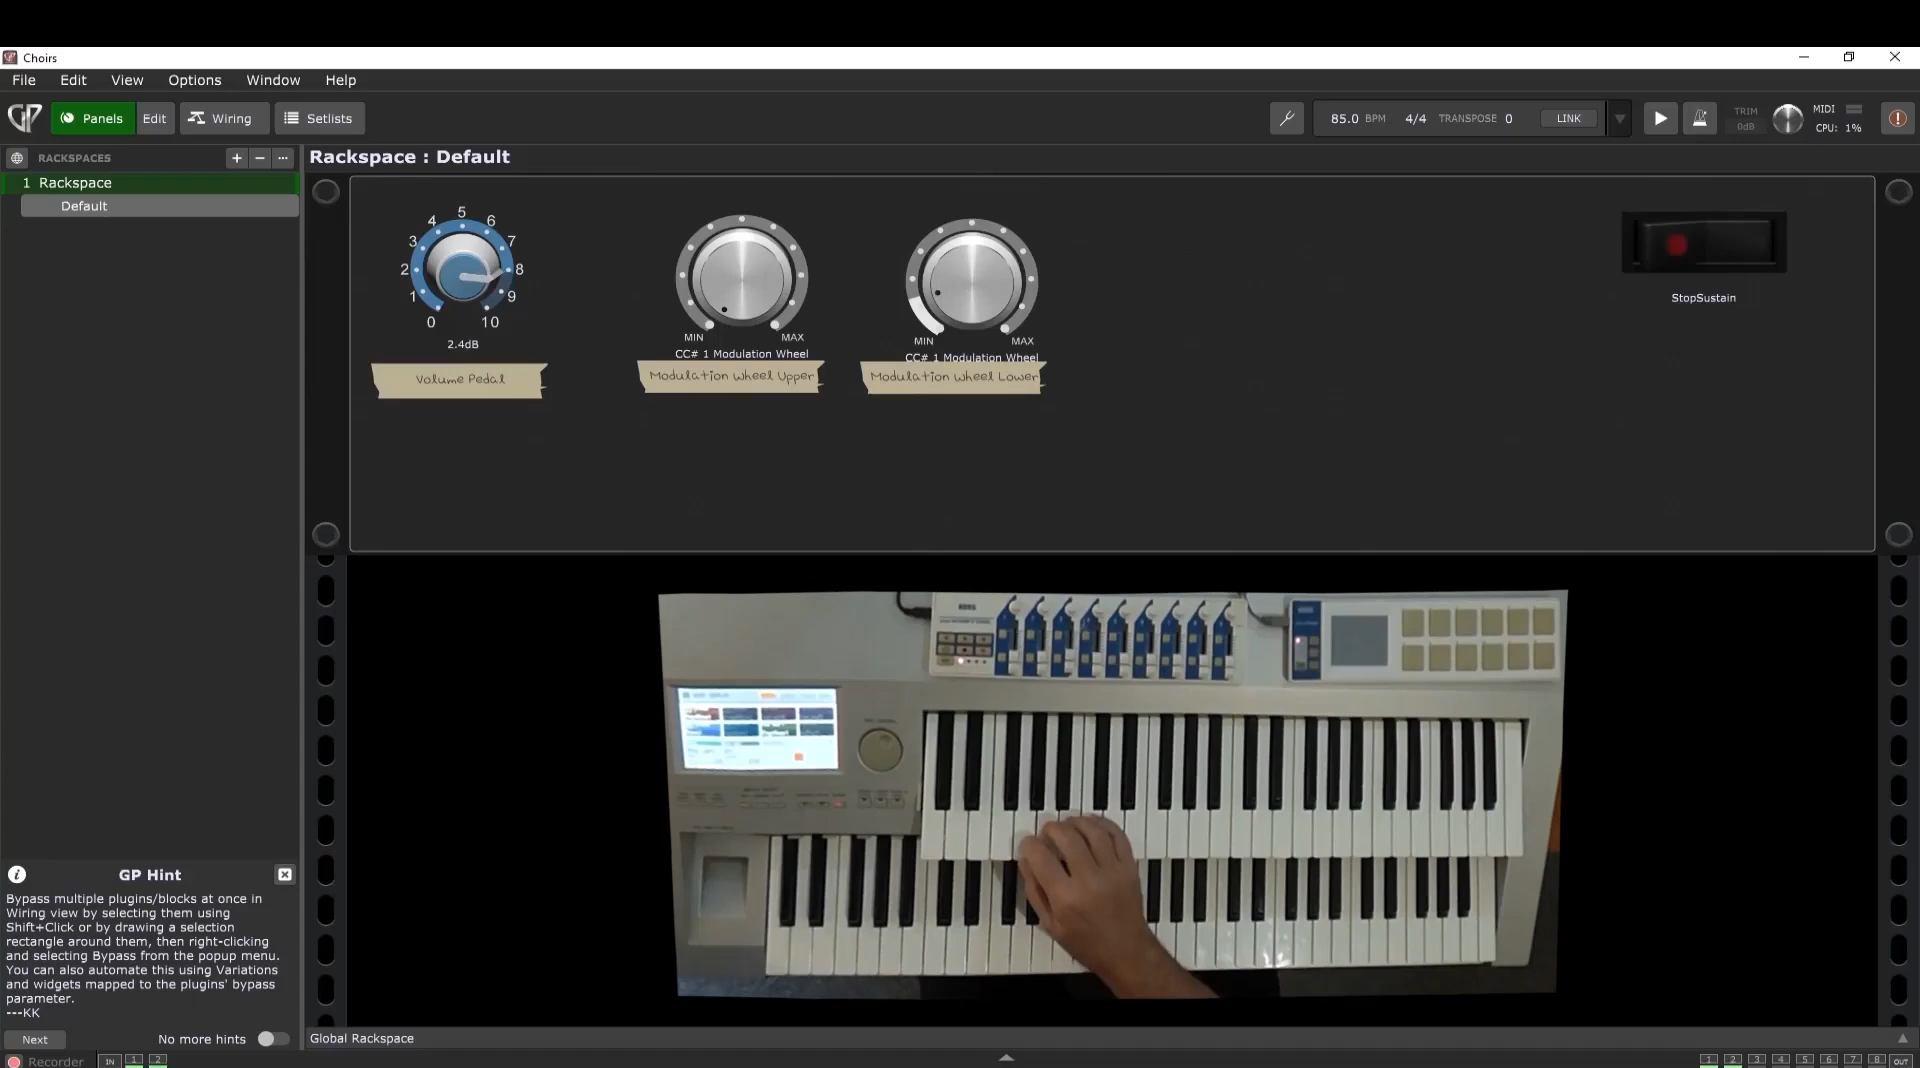 Choirs
File Edit View Options Window Help
GP Panels Edit Wiring Setlists 85.0 BPM 4/4 TRANSPOSE 0 LINK TRIM 0dB MIDI CPU: 1%
RACKSPACES + − ...
Rackspace : Default
1 Rackspace
Default
0 1 2 3 4 5 6 7 8 9 10
2.4dB
Volume Pedal
MIN MAX
CC# 1 Modulation Wheel
Modulation Wheel Upper
MIN MAX
CC# 1 Modulation Wheel
Modulation Wheel Lower
StopSustain
KORG
GP Hint
Bypass multiple plugins/blocks at once in
Wiring view by selecting them using
Shift+Click or by drawing a selection
rectangle around them, then right-clicking
and selecting Bypass from the popup menu.
You can also automate this using Variations
and widgets mapped to the plugins' bypass
parameter.
---KK
Next No more hints
Global Rackspace
Recorder IN 1 2
1 2 3 4 5 6 7 8 OUT